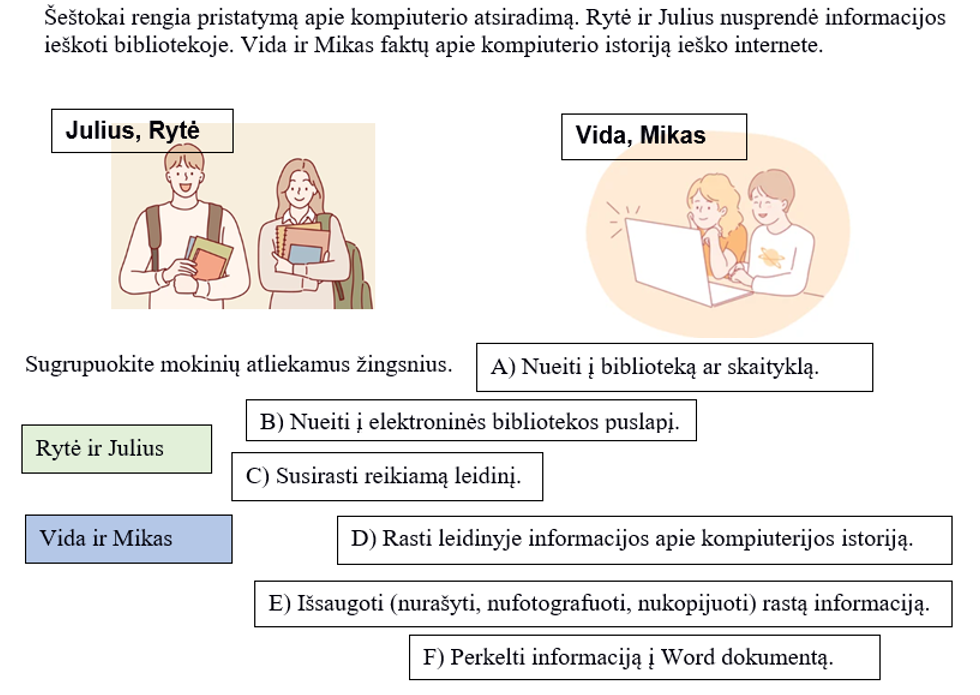 Šeštokai rengia pristatymą apie kompiuterio atsiradimą. Rytė ir Julius nusprendė informacijos
ieškoti bibliotekoje. Vida ir Mikas faktų apie kompiuterio istoriją ieško internete.
Julius, Rytė
Vida, Mikas
Sugrupuokite mokinių atliekamus žingsnius.
A) Nueiti į biblioteką ar skaityklą.
B) Nueiti į elektroninės bibliotekos puslapį.
Rytė ir Julius
C) Susirasti reikiamą leidinį.
Vida ir Mikas
D) Rasti leidinyje informacijos apie kompiuterijos istoriją.
E) Išsaugoti (nurašyti, nufotografuoti, nukopijuoti) rastą informaciją.
F) Perkelti informaciją į Word dokumentą.